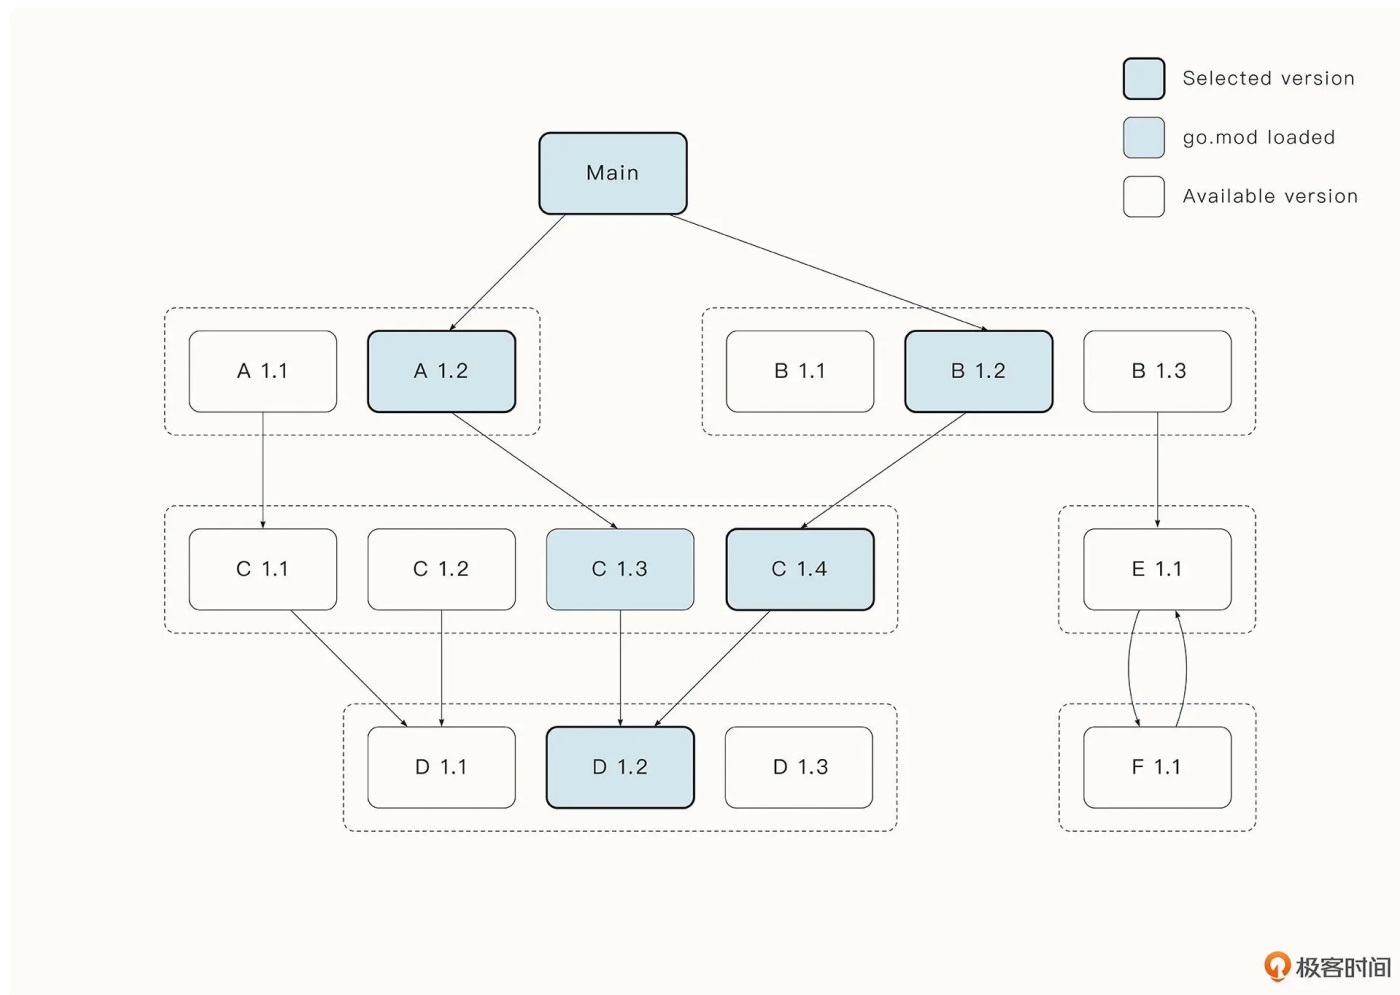 Selected version
go.mod loaded
Available version
Main
A 1.1
A 1.2
B 1.1
B 1.2
B 1.3
C 1.1
C 1.2
C 1.3
C 1.4
E 1.1
D 1.1
D 1.2
D 1.3
F 1.1
极客时间